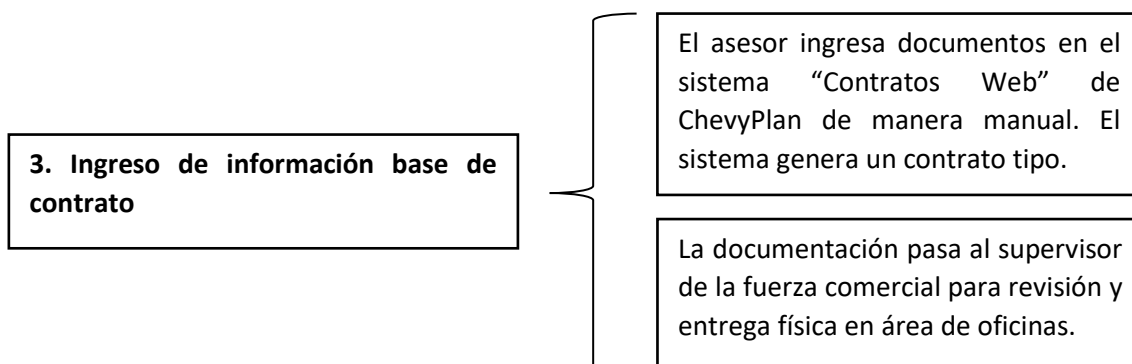 3. Ingreso de información base de
contrato
El asesor ingresa documentos en el
sistema “Contratos Web” de
ChevyPlan de manera manual. El
sistema genera un contrato tipo.
La documentación pasa al supervisor
de la fuerza comercial para revisión y
entrega física en área de oficinas.